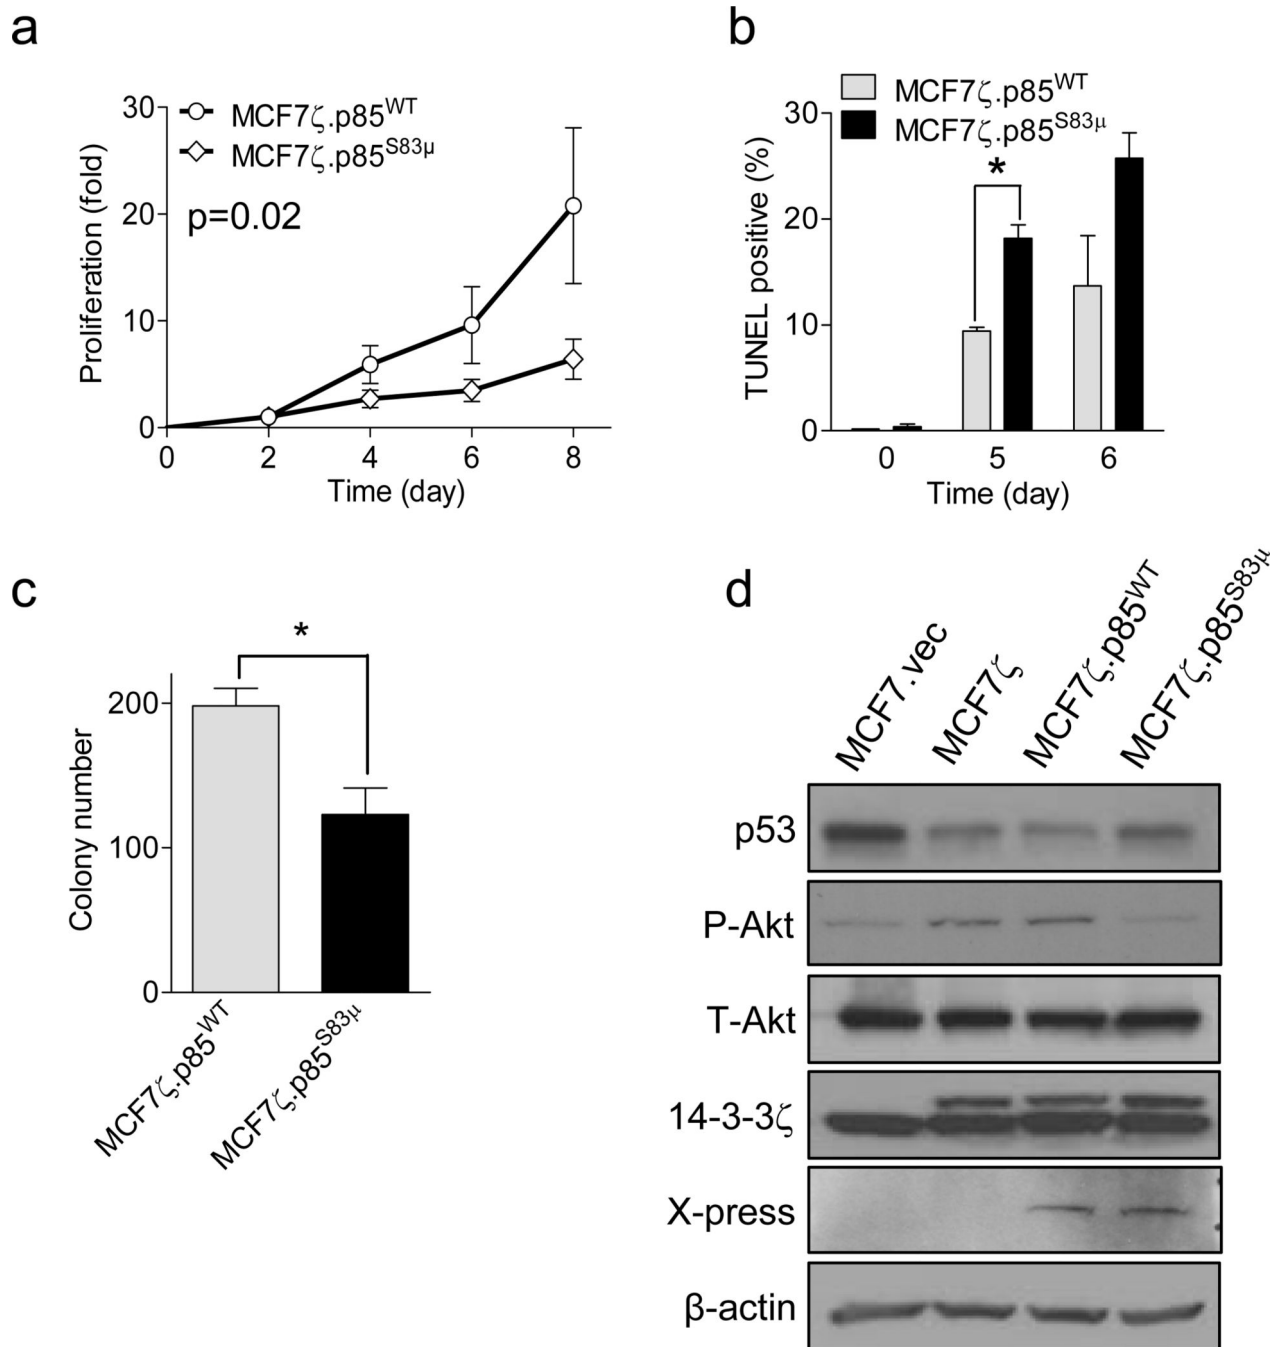 a
30
20
10
0
Proliferation (fold)
MCF7ζ.p85WT
MCF7ζ.p85S83μ
p=0.02
0 2 4 6 8
Time (day)
b
30
20
10
0
TUNEL positive (%)
MCF7ζ.p85WT
MCF7ζ.p85S83μ
*
0 5 6
Time (day)
c
200
100
0
Colony number
*
MCF7ζ.p85WT
MCF7ζ.p85S83μ
d
MCF7.vec
MCF7ζ
MCF7ζ.p85WT
MCF7ζ.p85S83μ
p53
P-Akt
T-Akt
14-3-3ζ
X-press
β-actin